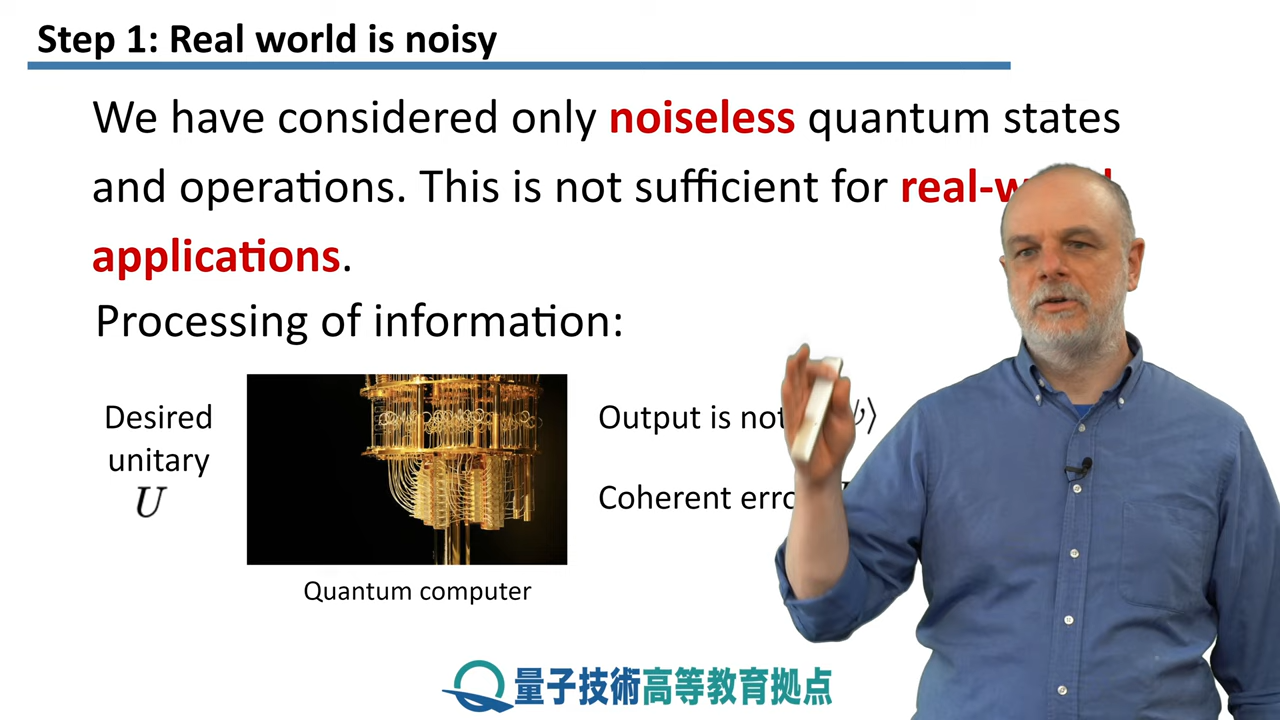 Step 1: Real world is noisy
We have considered only noiseless quantum states
and operations. This is not sufficient for
applications.
Processing of information:
Desired
unitary
U
Output is not
Coherent
Quantum computer
量子技術高等教育拠点